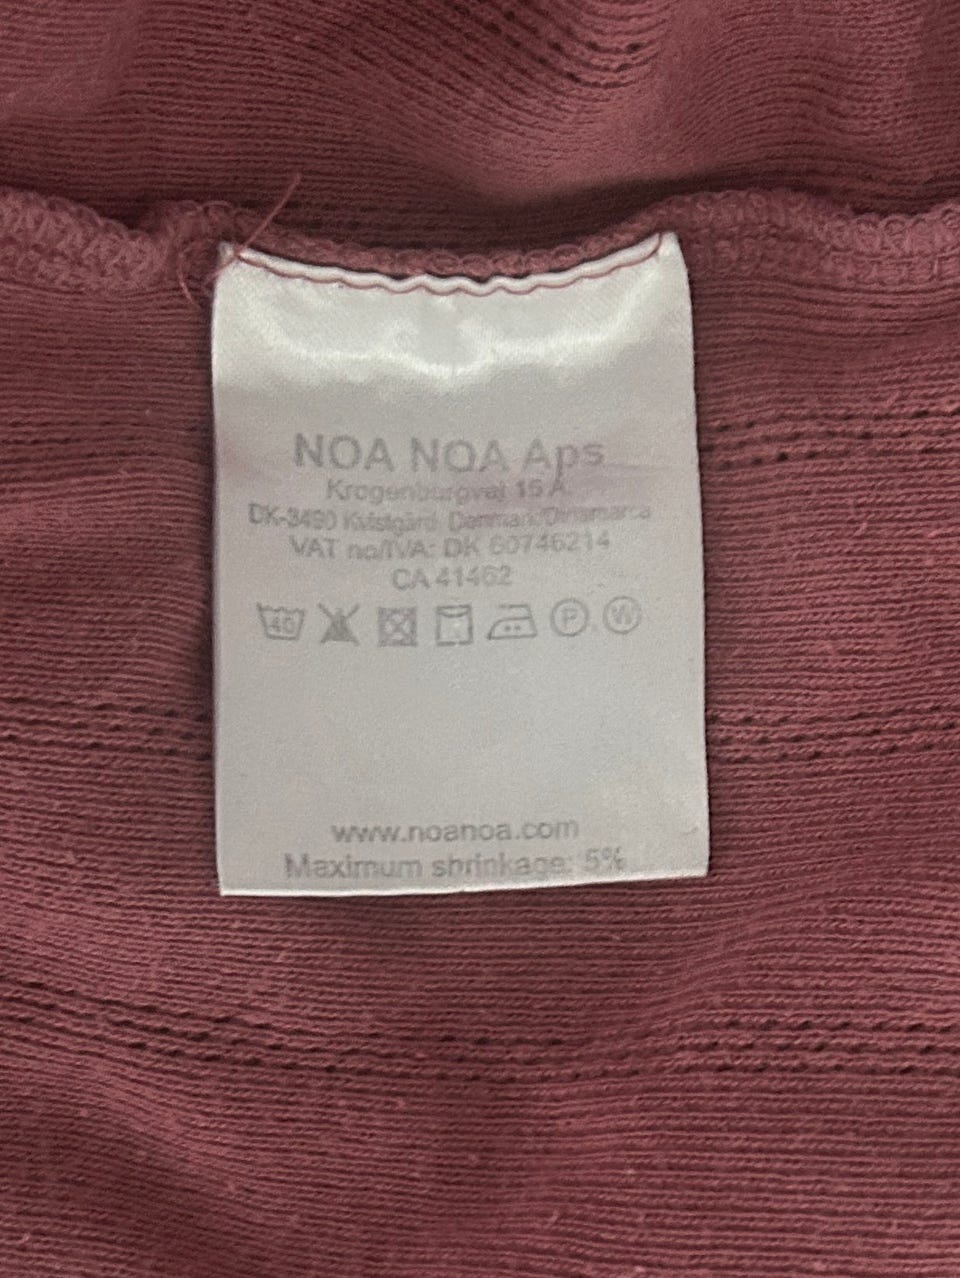 NOA NOA Aps
15 A
DK-3490 Kvistgård Denmark/Dinamarca
VAT no/IVA: DK 60746214
CA 41462
40
P W
www.noanoa.com
Maximum shrinkage: 5%